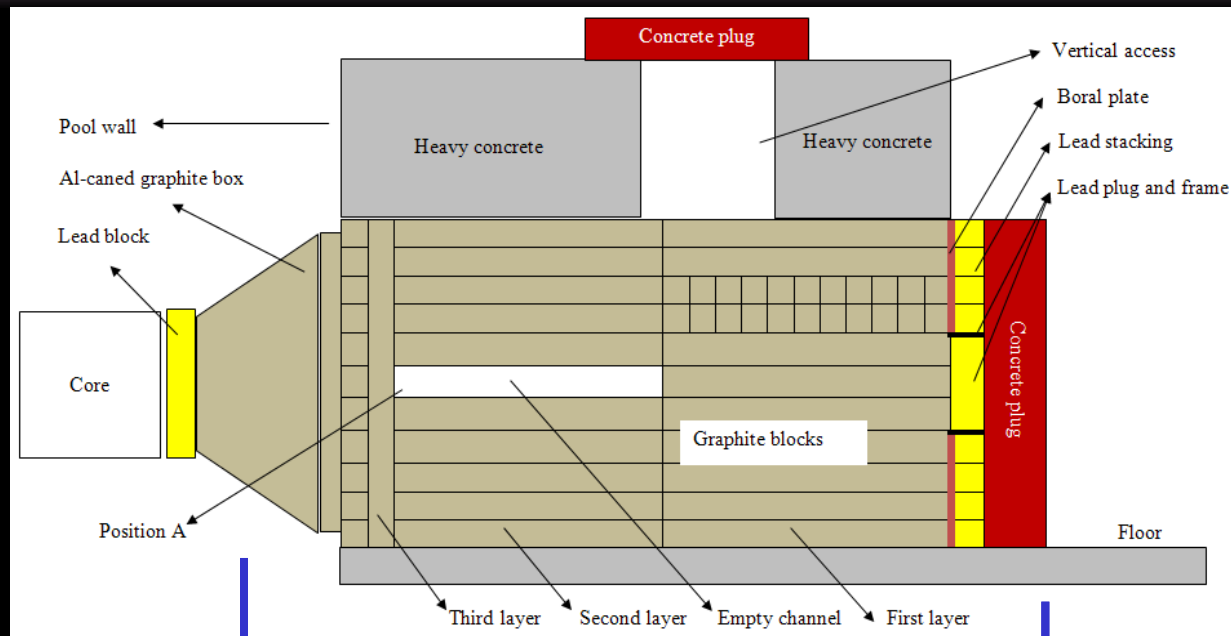 Concrete plug
Vertical access
Boral plate
Pool wall
Heavy concrete
Heavy concrete
Lead stacking
Al-caned graphite box
Lead plug and frame
Lead block
Core
Concrete plug
Graphite blocks
Position A
Floor
Third layer
Second layer
Empty channel
First layer